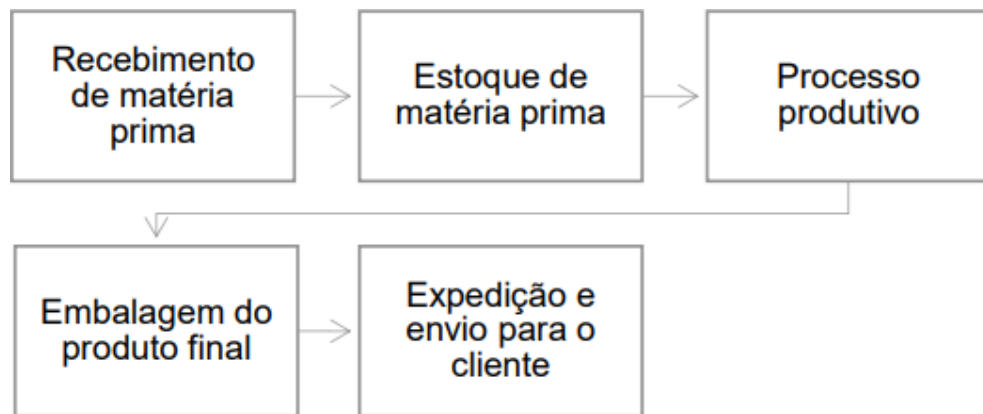 Recebimento
de matéria
prima
Estoque de
matéria prima
Processo
produtivo
Embalagem do
produto final
Expedição e
envio para o
cliente